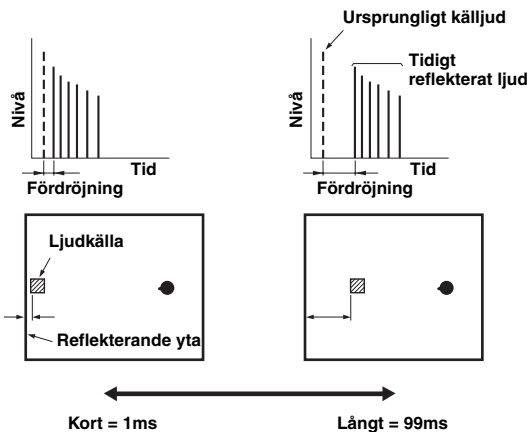 Ursprungligt källjud
Tidigt
reflekterat ljud
Nivå
Tid
Fördröjning
Nivå
Tid
Fördröjning
Ljudkälla
Reflekterande yta
Kort = 1ms
Långt = 99ms